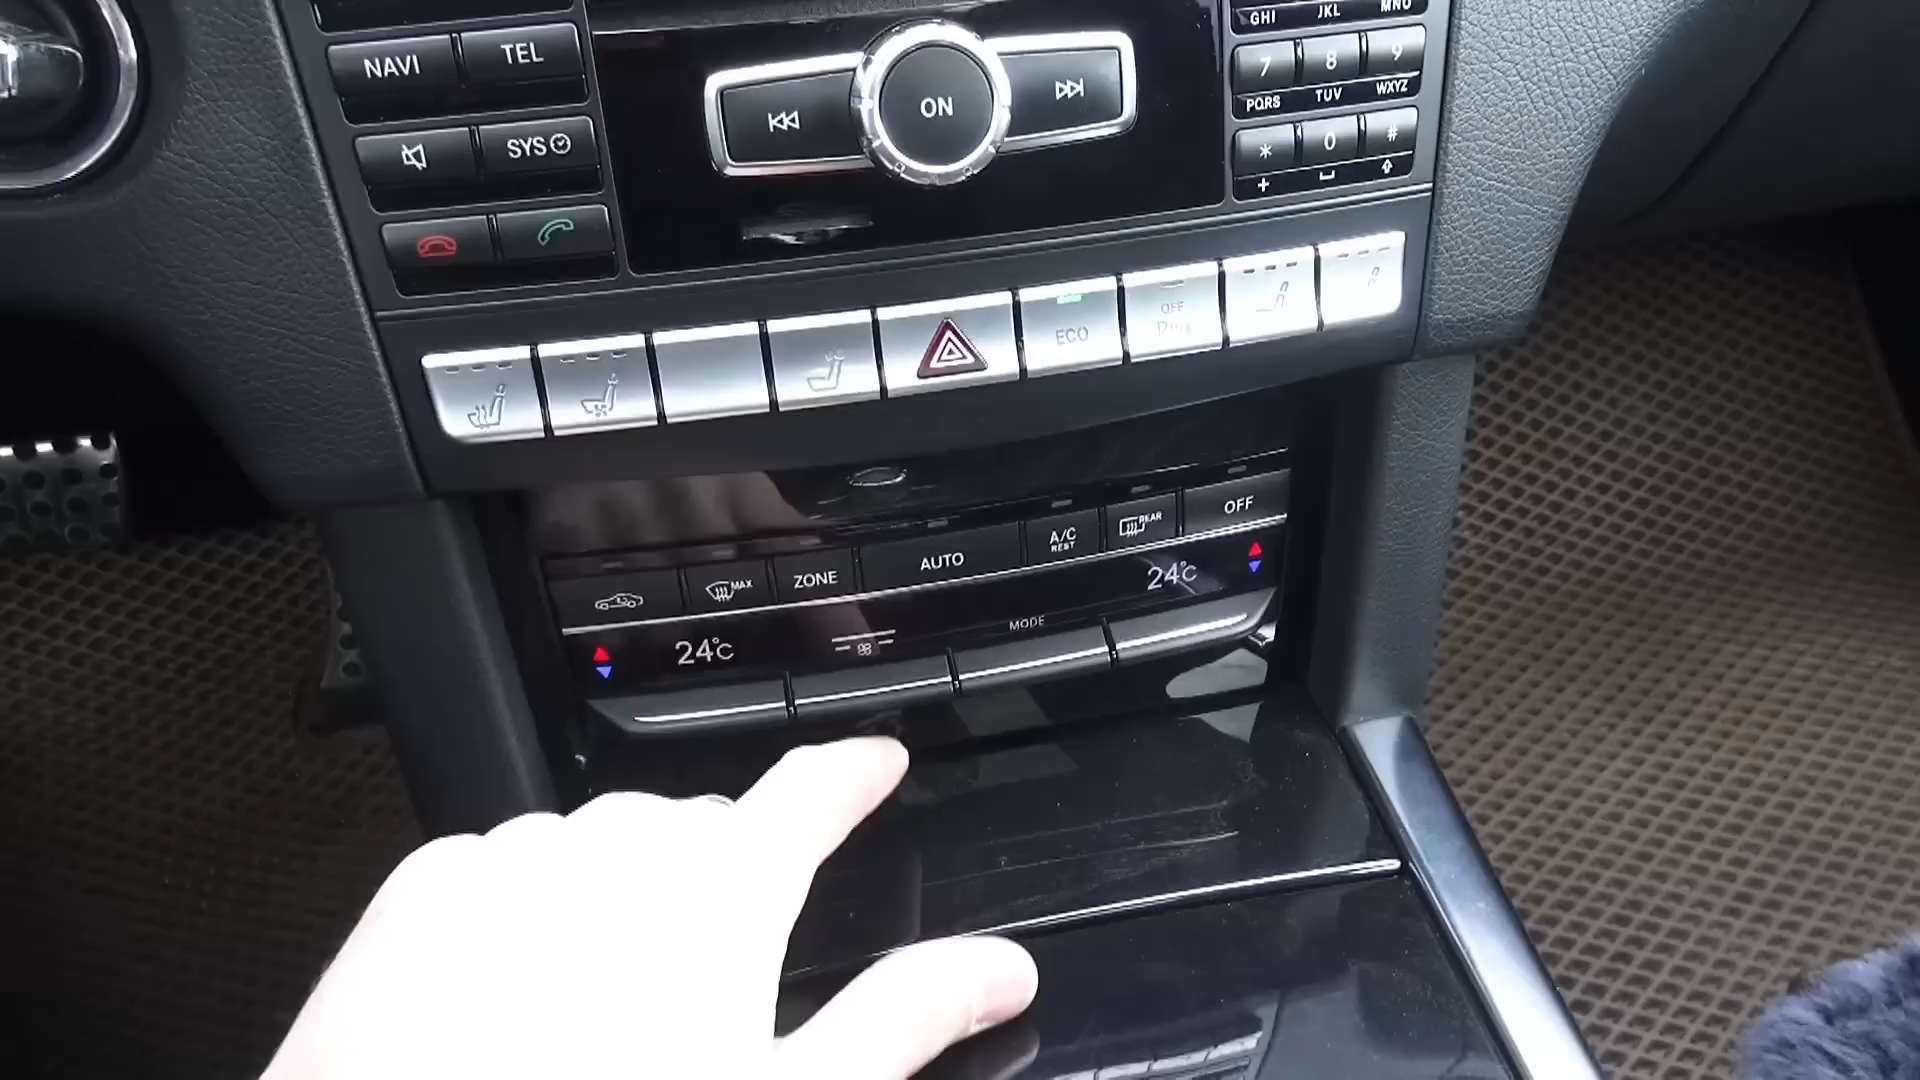 GHI JKL MNO
NAVI TEL
7 8 9
PQRS TUV WXYZ
ON
SYS
* 0 #
+
ECO
OFF
OFF
A/C
REST
REAR
AUTO
ZONE
MAX
24°C
MODE
24°C